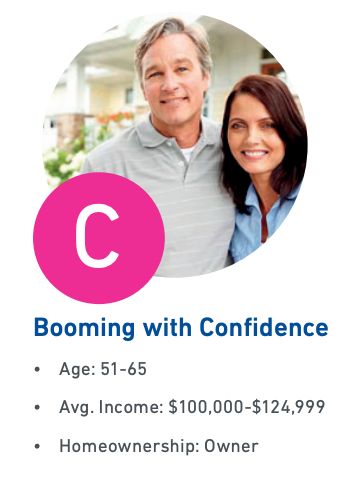 C
Booming with Confidence
• Age: 51-65
• Avg. Income: $100,000-$124,999
• Homeownership: Owner